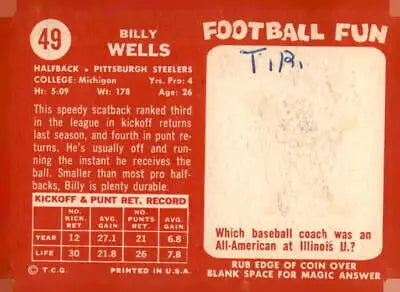 49
BILLY
WELLS
HALFBACK • PITTSBURGH STEELERS
COLLEGE: Michigan Yrs. Pro: 4
Ht: 5:09 Wt: 178 Age: 26
This speedy scatback ranked third
in the league in kickoff returns
last season, and fourth in punt re-
turns. He's usually off and run-
ning the instant he receives the
ball. Smaller than most pro half-
backs, Billy is plenty durable.
KICKOFF & PUNT RET. RECORD
NO. KICK. RET. AVG. GAIN NO. PUNTS RET. AVG. GAIN
YEAR 12 27.1 21 6.8
LIFE 30 21.8 26 7.8
© T.C.G. PRINTED IN U.S.A.
FOOTBALL FUN
T.B.
Which baseball coach was an
All-American at Illinois U.?
RUB EDGE OF COIN OVER
BLANK SPACE FOR MAGIC ANSWER